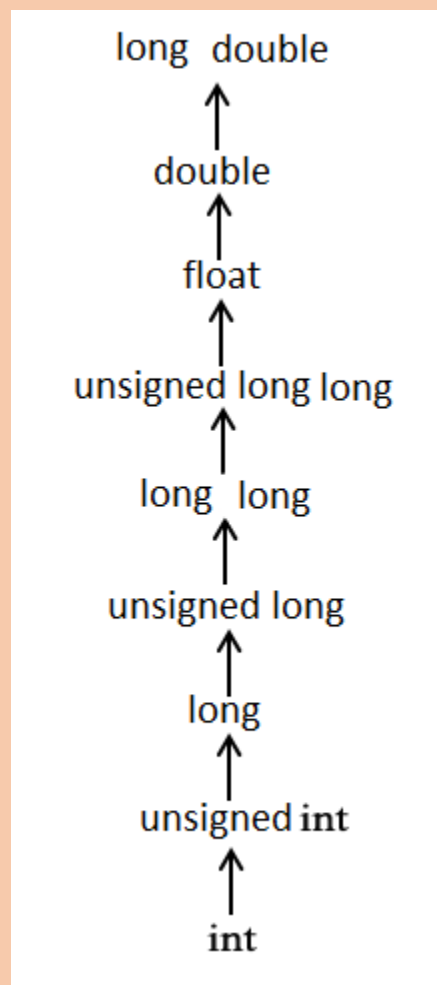 long double
double
float
unsigned long long
long long
unsigned long
long
unsigned int
int